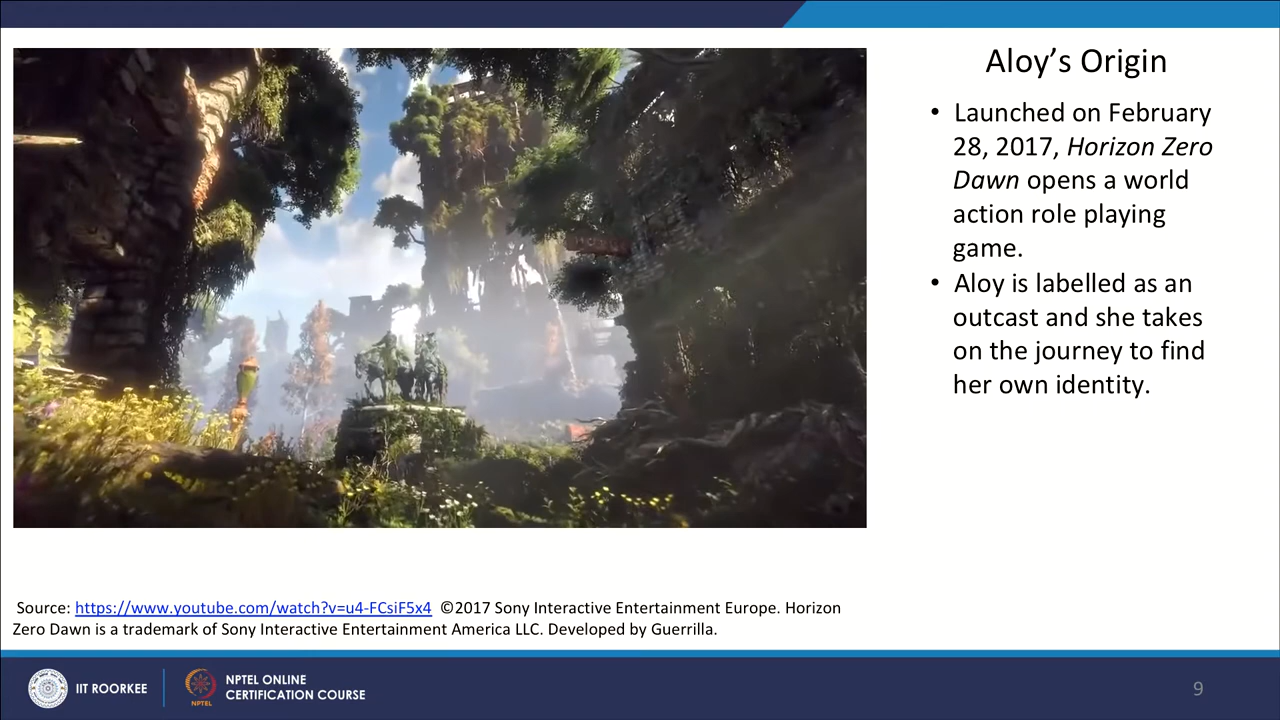 Aloy's Origin
• Launched on February
28, 2017, Horizon Zero
Dawn opens a world
action role playing
game.
• Aloy is labelled as an
outcast and she takes
on the journey to find
her own identity.
Source: https://www.youtube.com/watch?v=u4-FCsiF5x4 ©2017 Sony Interactive Entertainment Europe. Horizon
Zero Dawn is a trademark of Sony Interactive Entertainment America LLC. Developed by Guerrilla.
IIT ROORKEE
NPTEL
NPTEL ONLINE
CERTIFICATION COURSE
9